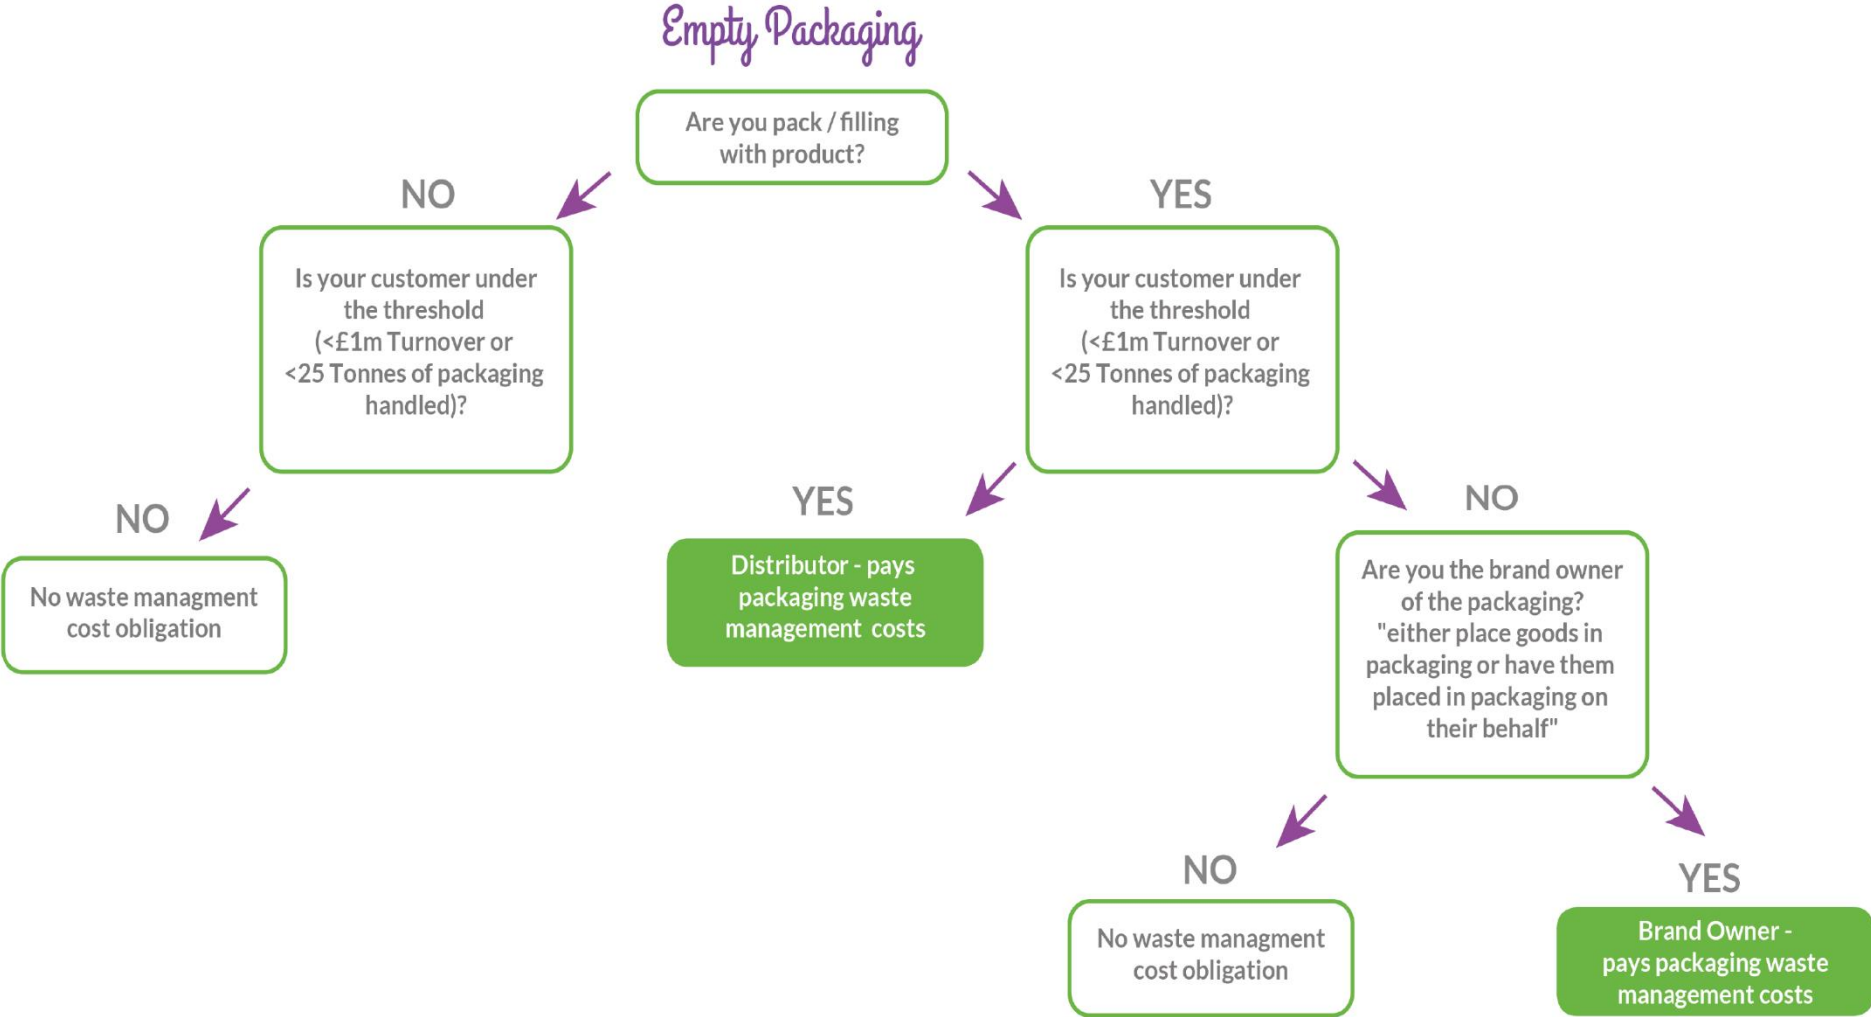 Empty Packaging
Are you pack / filling
with product?
NO
YES
Is your customer under
the threshold
(<£1m Turnover or
<25 Tonnes of packaging
handled)?
Is your customer under
the threshold
(<£1m Turnover or
<25 Tonnes of packaging
handled)?
NO
No waste managment
cost obligation
YES
Distributor - pays
packaging waste
management costs
NO
Are you the brand owner
of the packaging?
"either place goods in
packaging or have them
placed in packaging on
their behalf"
NO
No waste managment
cost obligation
YES
Brand Owner -
pays packaging waste
management costs